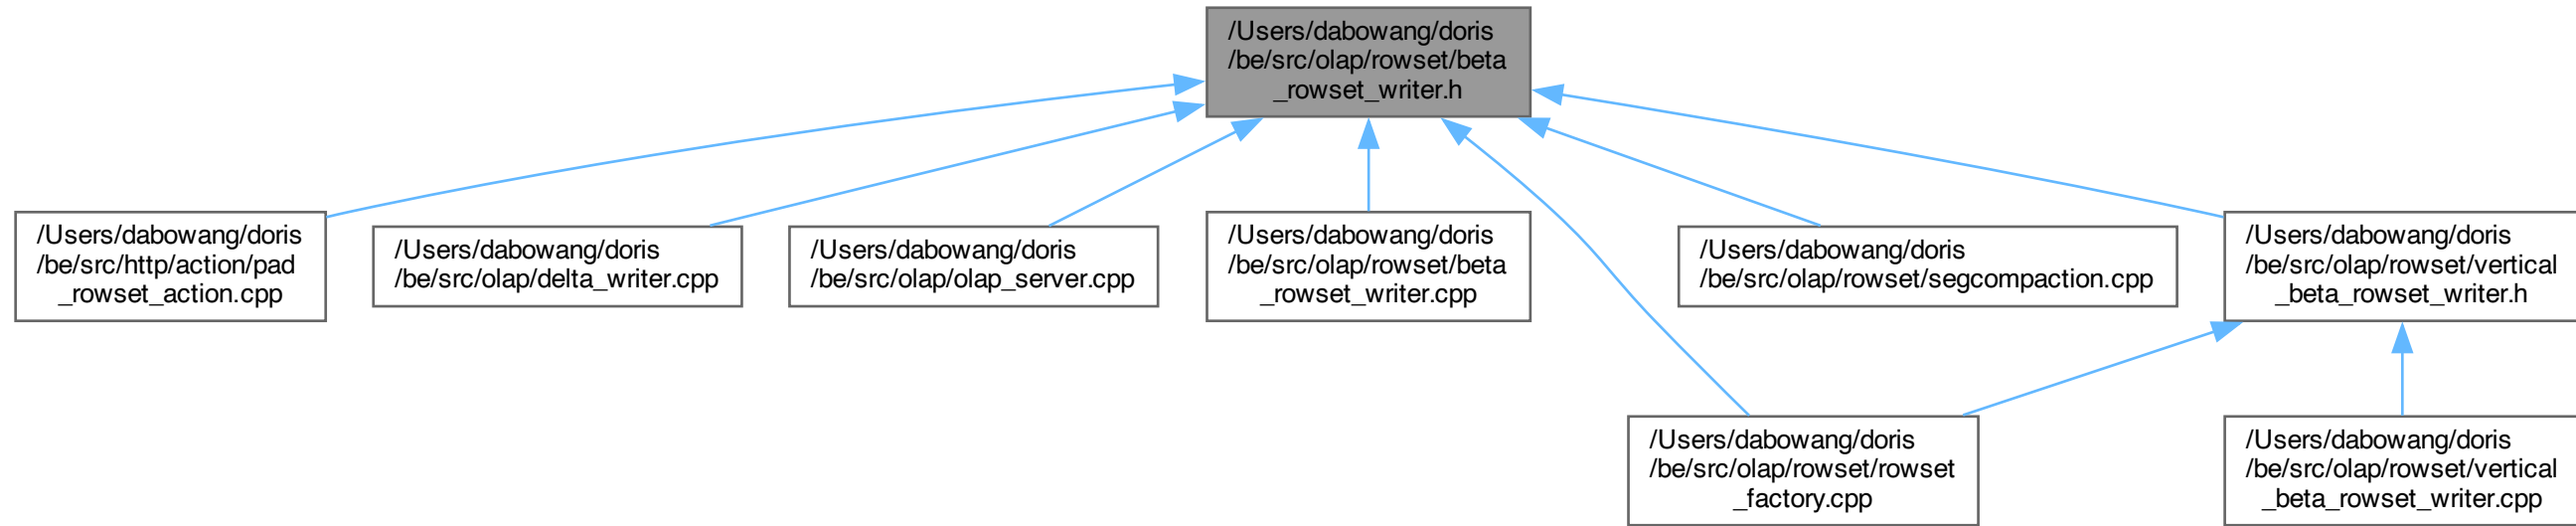 /Users/dabowang/doris
/be/src/olap/rowset/beta
_rowset_writer.h
/Users/dabowang/doris
/be/src/http/action/pad
_rowset_action.cpp
/Users/dabowang/doris
/be/src/olap/delta_writer.cpp
/Users/dabowang/doris
/be/src/olap/olap_server.cpp
/Users/dabowang/doris
/be/src/olap/rowset/beta
_rowset_writer.cpp
/Users/dabowang/doris
/be/src/olap/rowset/segcompaction.cpp
/Users/dabowang/doris
/be/src/olap/rowset/vertical
_beta_rowset_writer.h
/Users/dabowang/doris
/be/src/olap/rowset/rowset
_factory.cpp
/Users/dabowang/doris
/be/src/olap/rowset/vertical
_beta_rowset_writer.cpp